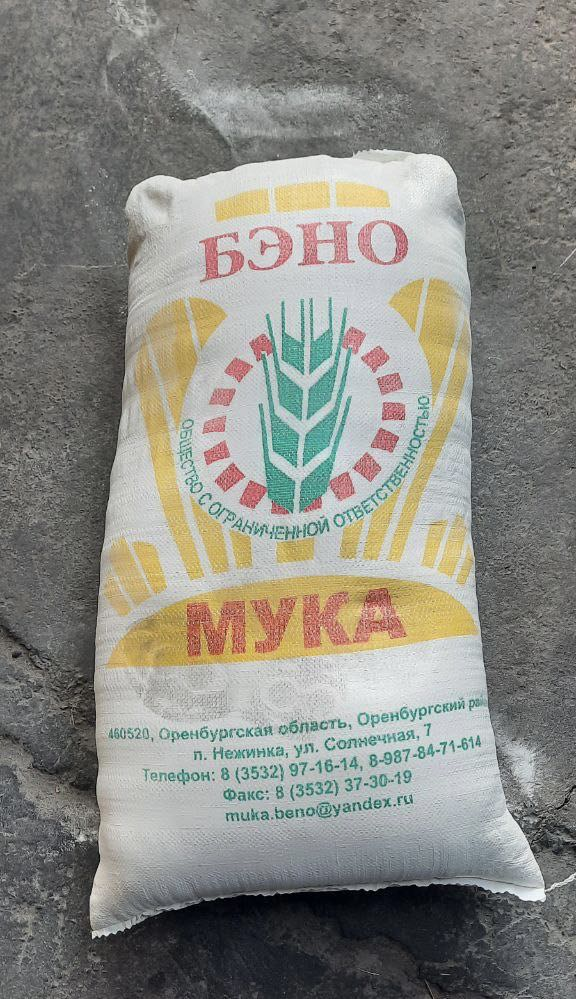 БЭНО
ОБЩЕСТВО С ОГРАНИЧЕННОЙ ОТВЕТСТВЕННОСТЬЮ
МУКА
460520, Оренбургская область, Оренбургский
п. Нежинка, ул. Солнечная, 7
Телефон: 8 (3532) 97-16-14, 8-987-84-71-614
Факс: 8 (3532) 37-30-19
muka.beno@yandex.ru